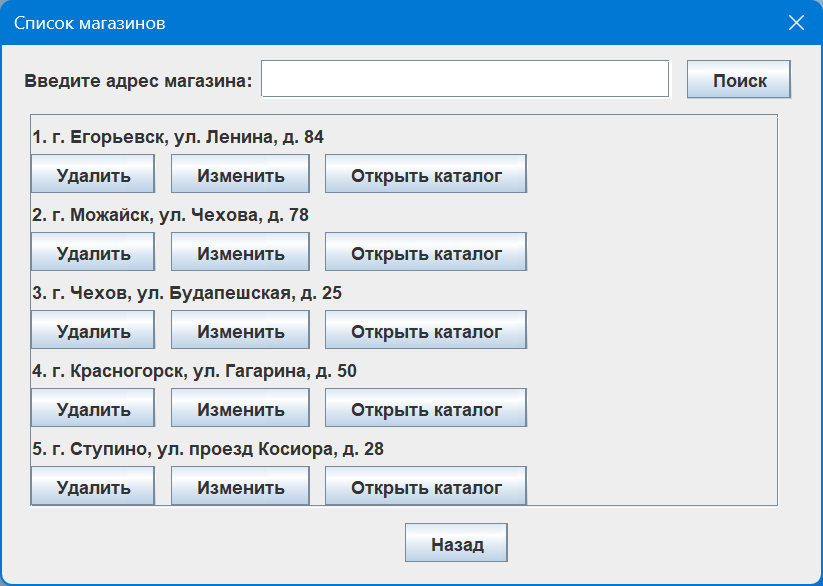 Список магазинов
Введите адрес магазина: Поиск
1. г. Егорьевск, ул. Ленина, д. 84
Удалить Изменить Открыть каталог
2. г. Можайск, ул. Чехова, д. 78
Удалить Изменить Открыть каталог
3. г. Чехов, ул. Будапешская, д. 25
Удалить Изменить Открыть каталог
4. г. Красногорск, ул. Гагарина, д. 50
Удалить Изменить Открыть каталог
5. г. Ступино, ул. проезд Косиора, д. 28
Удалить Изменить Открыть каталог
Назад